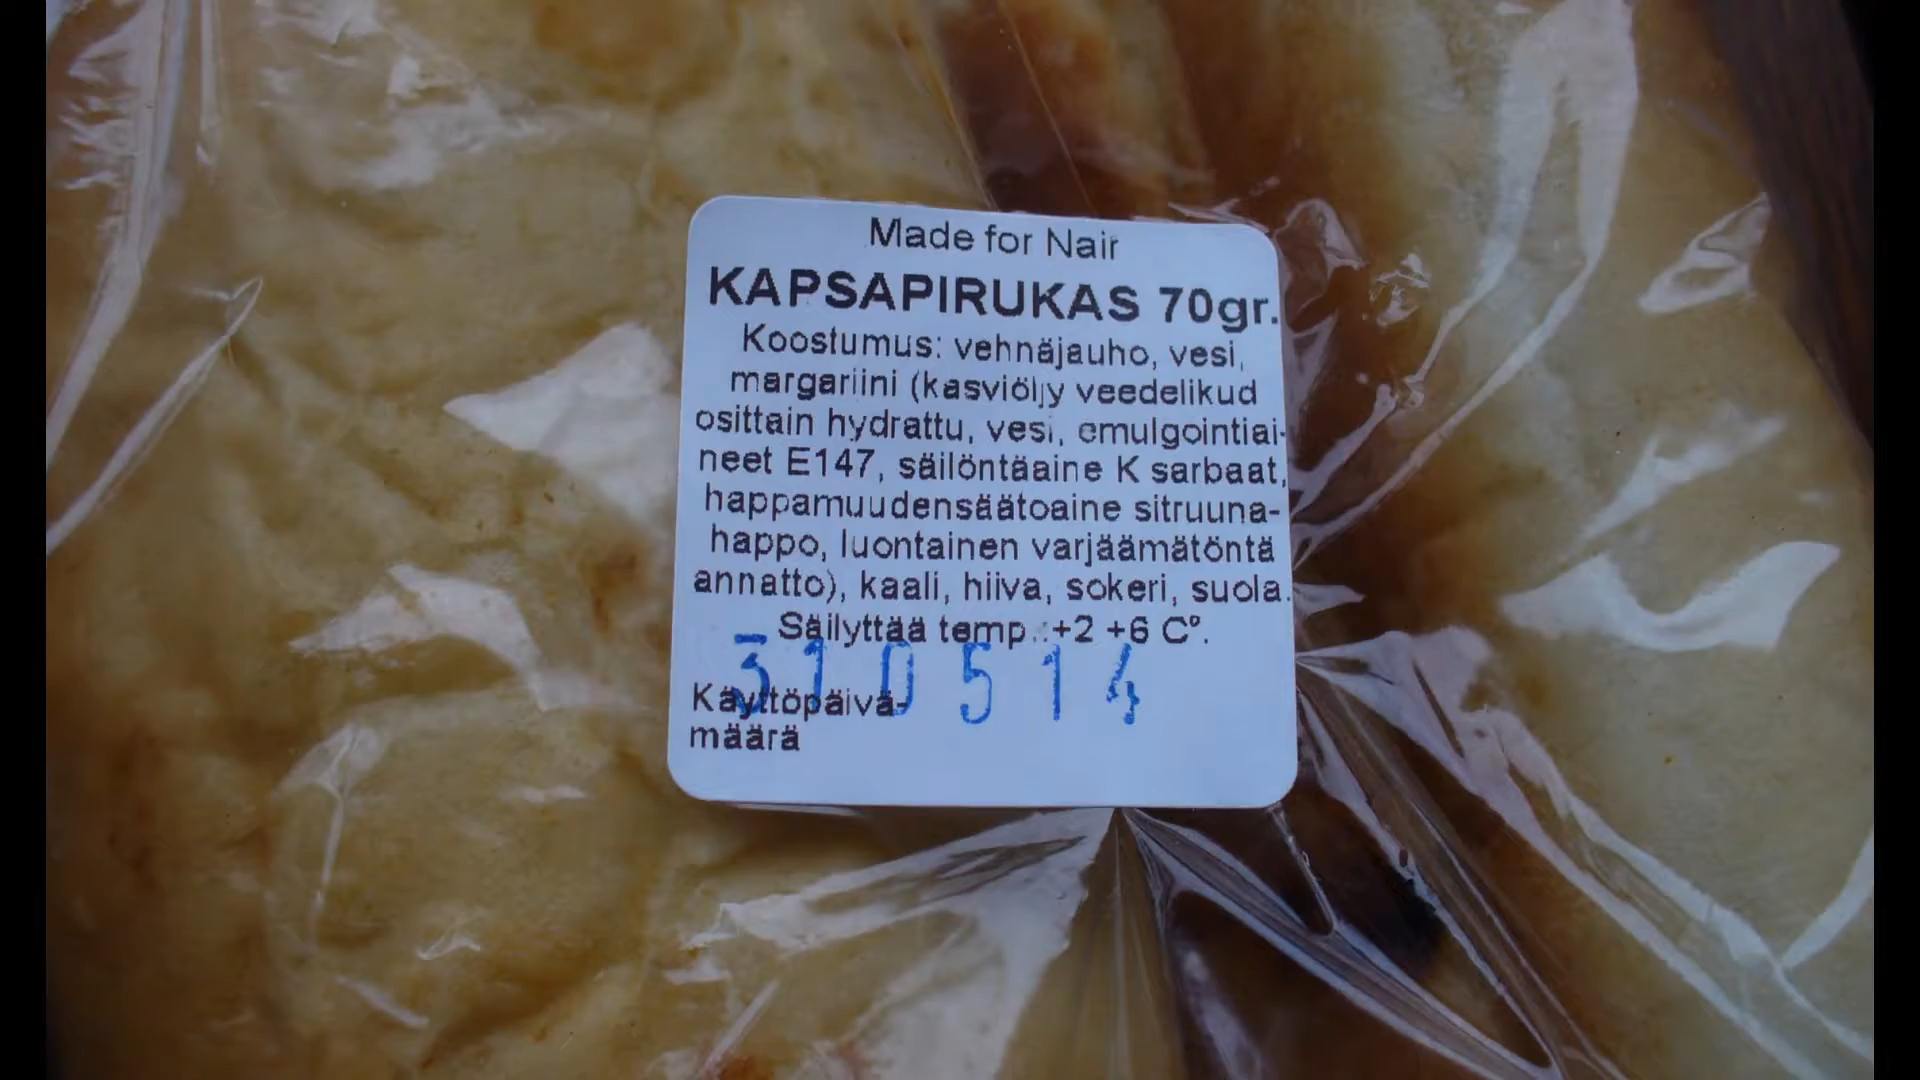 Made for Nair
KAPSAPIRUKAS 70gr.
Koostumus: vehnäjauho, vesi,
margariini (kasviöljy veedelikud
osittain hydrattu, vesi, emulgointiai-
neet E147, säilöntäaine K sarbaat,
happamuudensäätoaine sitruuna-
happo, luontainen varjäämätöntä
annatto), kaali, hiiva, sokeri, suola.
Säilyttää temp.:+2 +6 Cº.
310514
Käyttöpäivä-
määrä